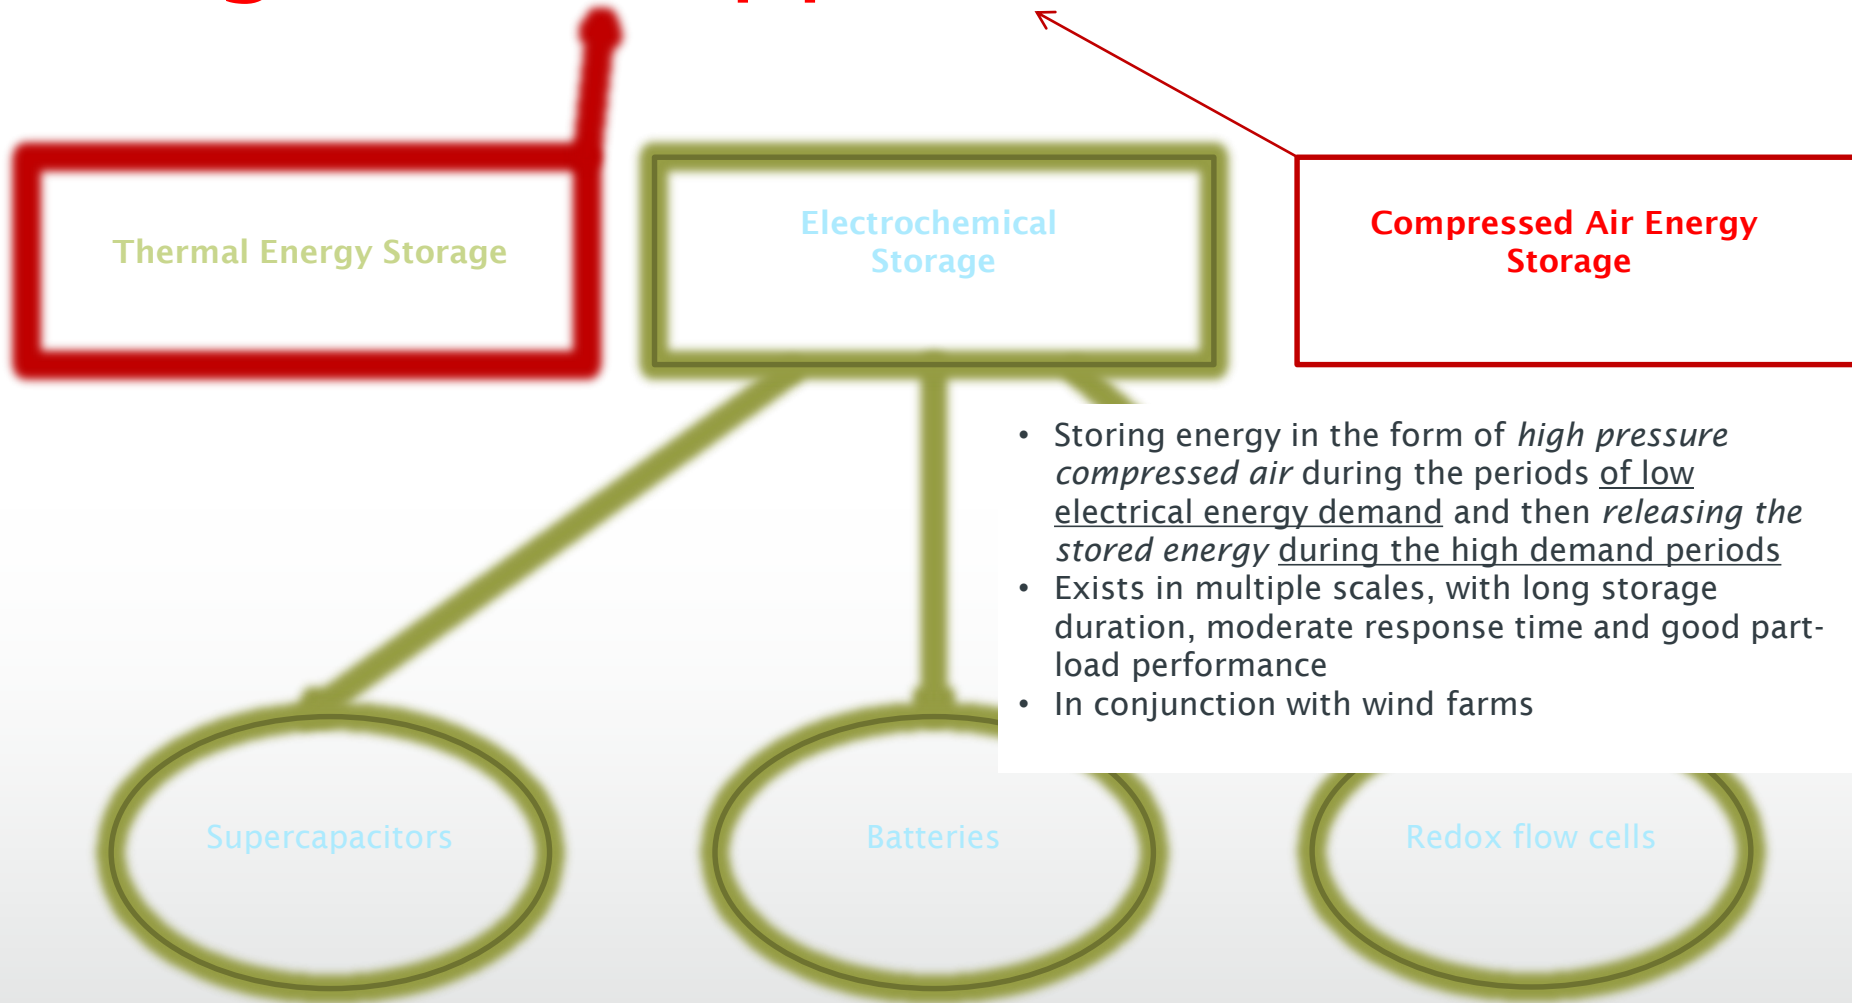 Thermal Energy Storage
Electrochemical
Storage
Compressed Air Energy
Storage
• Storing energy in the form of high pressure
compressed air during the periods of low
electrical energy demand and then releasing the
stored energy during the high demand periods
• Exists in multiple scales, with long storage
duration, moderate response time and good part-
load performance
• In conjunction with wind farms
Supercapacitors
Batteries
Redox flow cells